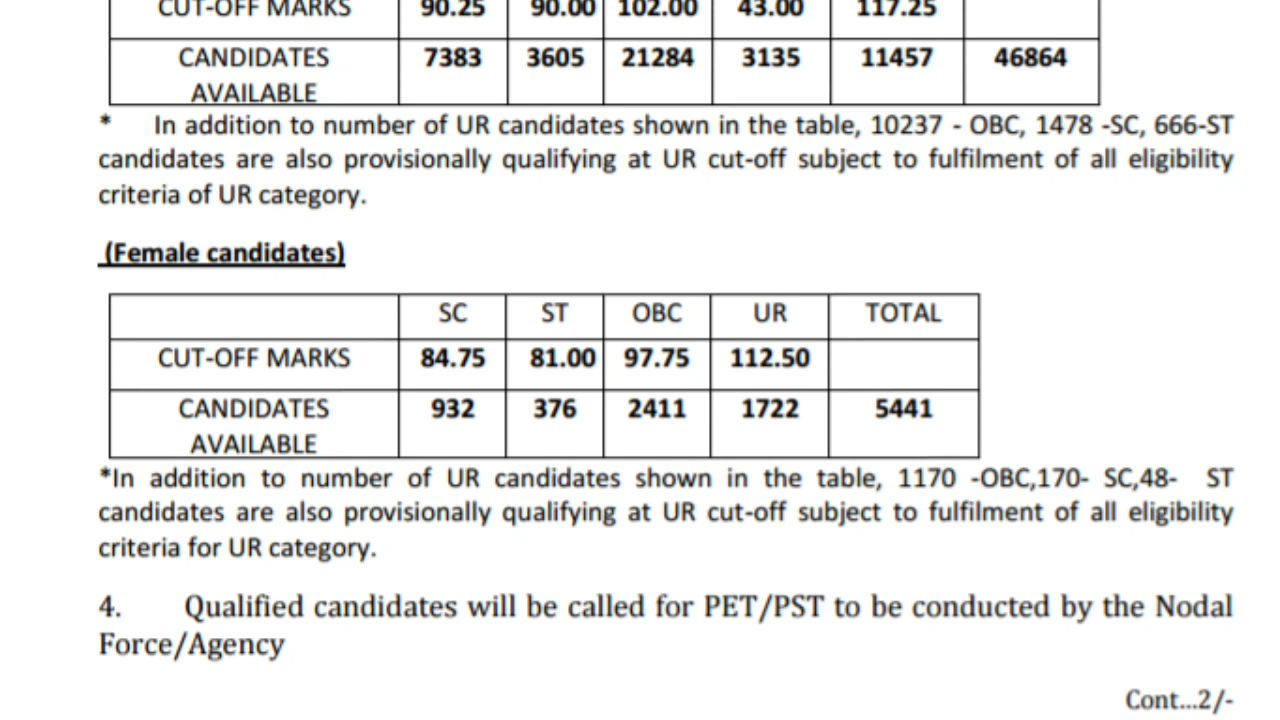 CUT-OFF MARKS 90.25 90.00 102.00 43.00 117.25
CANDIDATES AVAILABLE 7383 3605 21284 3135 11457 46864
* In addition to number of UR candidates shown in the table, 10237 - OBC, 1478 -SC, 666-ST
candidates are also provisionally qualifying at UR cut-off subject to fulfilment of all eligibility
criteria of UR category.
(Female candidates)
SC ST OBC UR TOTAL
CUT-OFF MARKS 84.75 81.00 97.75 112.50
CANDIDATES AVAILABLE 932 376 2411 1722 5441
*In addition to number of UR candidates shown in the table, 1170 -OBC,170- SC,48- ST
candidates are also provisionally qualifying at UR cut-off subject to fulfilment of all eligibility
criteria for UR category.
4. Qualified candidates will be called for PET/PST to be conducted by the Nodal
Force/Agency
Cont...2/-